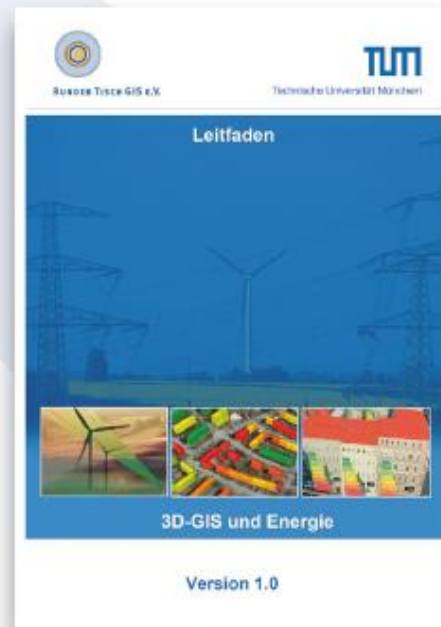 RUNDER TISCH GIS e.V.
TUM
Technische Universität München
Leitfaden
3D-GIS und Energie
Version 1.0